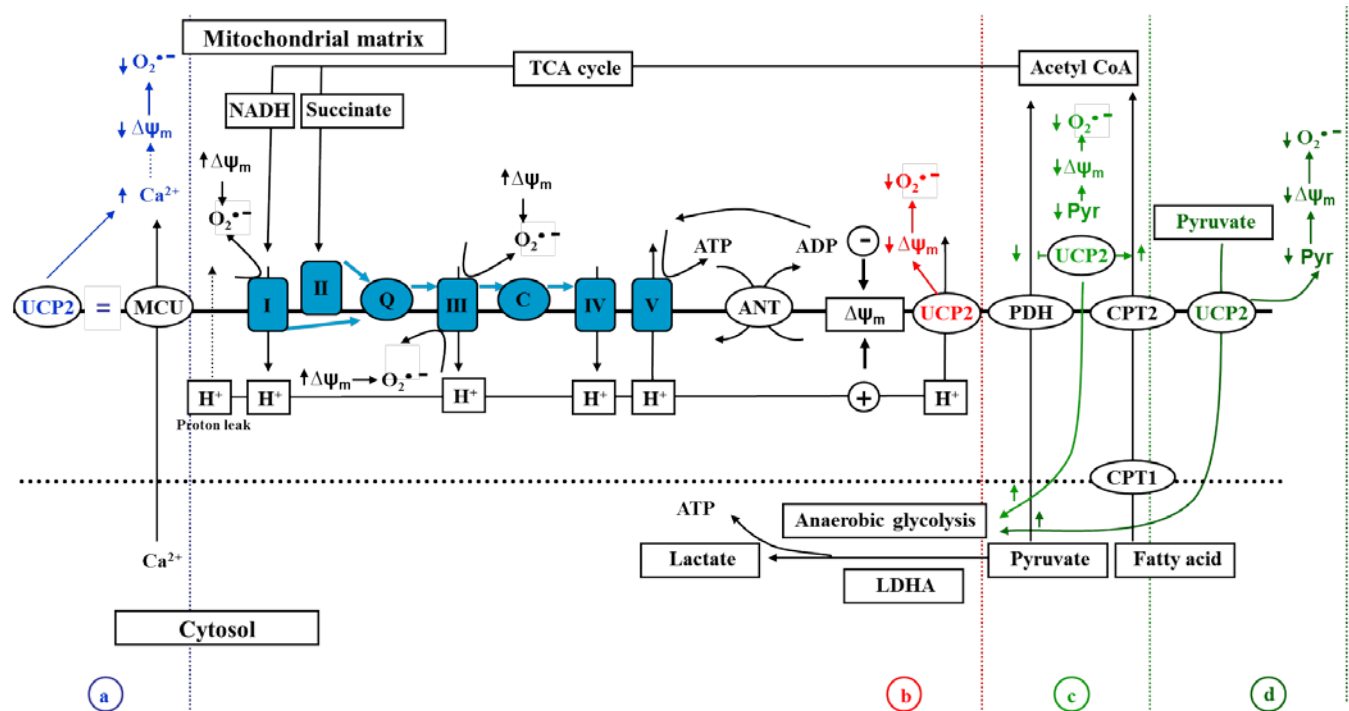 Mitochondrial matrix
↓ O₂•−
↓ ΔΨm
↑ Ca²⁺
TCA cycle
Acetyl CoA
NADH
Succinate
↑ ΔΨm
O₂•−
↑ ΔΨm
O₂•−
↓ O₂•−
↓ ΔΨm
↓ O₂•−
↓ ΔΨm
↓ Pyr
↓ UCP2 ↑
Pyruvate
↓ O₂•−
↓ ΔΨm
↓ Pyr
ATP
ADP
−
UCP2 = MCU
I
II
Q
III
C
IV
V
ANT
ΔΨm
UCP2
PDH
CPT2
UCP2
↑ ΔΨm → O₂•−
+
H⁺
H⁺
H⁺
H⁺
H⁺
H⁺
Proton leak
CPT1
↑
↑
ATP
Anaerobic glycolysis
Ca²⁺
Lactate
LDHA
Pyruvate
Fatty acid
Cytosol
a
b
c
d